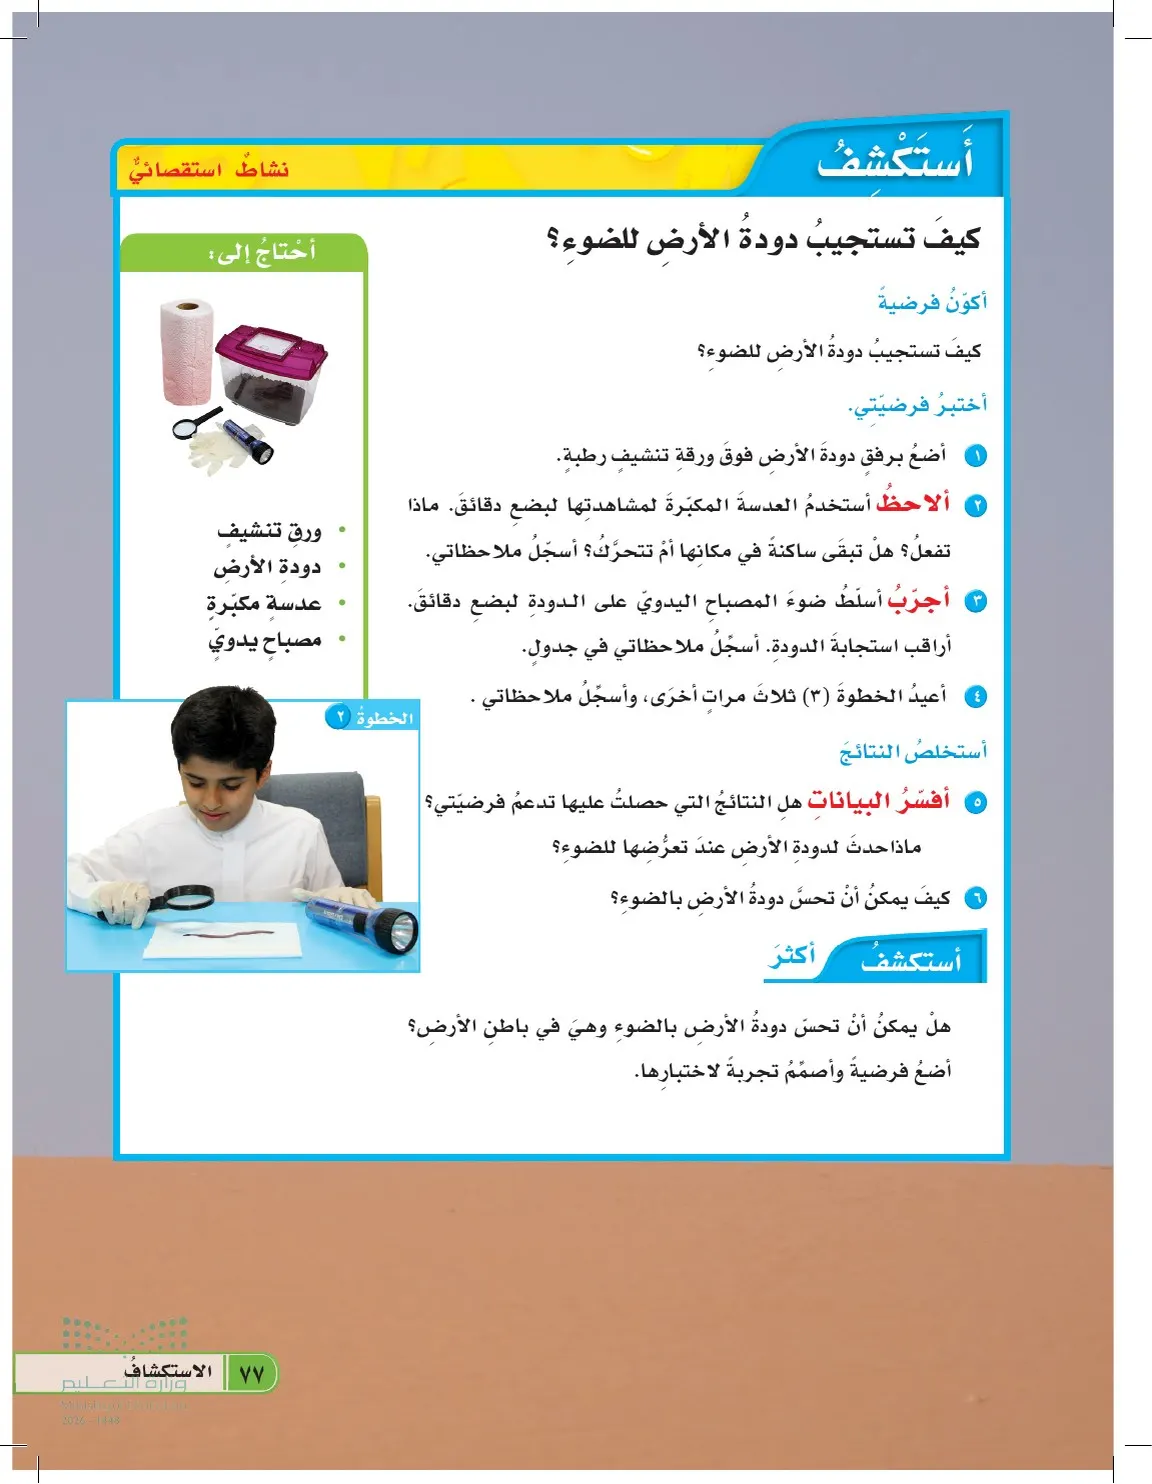 أَستَكْشِفُ
نشاطٌ استقصائيٌّ
كيفَ تستجيبُ دودةُ الأرضِ للضوءِ؟
أكوّنُ فرضيةً
كيفَ تستجيبُ دودةُ الأرضِ للضوءِ؟
أختبرُ فرضيّتِي.
١ أضعُ برفقٍ دودةَ الأرضِ فوقَ ورقةِ تنشيفٍ رطبةٍ.
٢ ألاحظُ أستخدمُ العدسةَ المكبّرةَ لمشاهدتِها لبضعِ دقائقَ. ماذا
تفعلُ؟ هلْ تبقَى ساكنةً في مكانِها أمْ تتحرَّكُ؟ أسجّلُ ملاحظاتي.
٣ أجرّبُ أسلّطُ ضوءَ المصباحِ اليدويّ على الدودةِ لبضعِ دقائقَ.
أراقب استجابةَ الدودةِ. أسجِّلُ ملاحظاتي في جدولٍ.
٤ أعيدُ الخطوةَ (٣) ثلاثَ مراتٍ أخرَى، وأسجِّلُ ملاحظاتي .
أستخلصُ النتائجَ
٥ أفسّرُ البياناتِ هلِ النتائجُ التي حصلتُ عليها تدعمُ فرضيّتي؟
ماذاحدثَ لدودةِ الأرضِ عندَ تعرُّضِها للضوءِ؟
٦ كيفَ يمكنُ أنْ تحسَّ دودةُ الأرضِ بالضوءِ؟
أستكشفُ أكثرَ
هلْ يمكنُ أنْ تحسّ دودةُ الأرضِ بالضوءِ وهيَ في باطنِ الأرضِ؟
أضعُ فرضيةً وأصمِّمُ تجربةً لاختبارِها.
أحْتاجُ إلى:
• ورقِ تنشيفٍ
• دودةِ الأرضِ
• عدسةٍ مكبّرةٍ
• مصباحٍ يدويٍّ
الخطوةُ ٢
٧٧ الاستكشافُ
وزارة التعليم
2026 - 1448